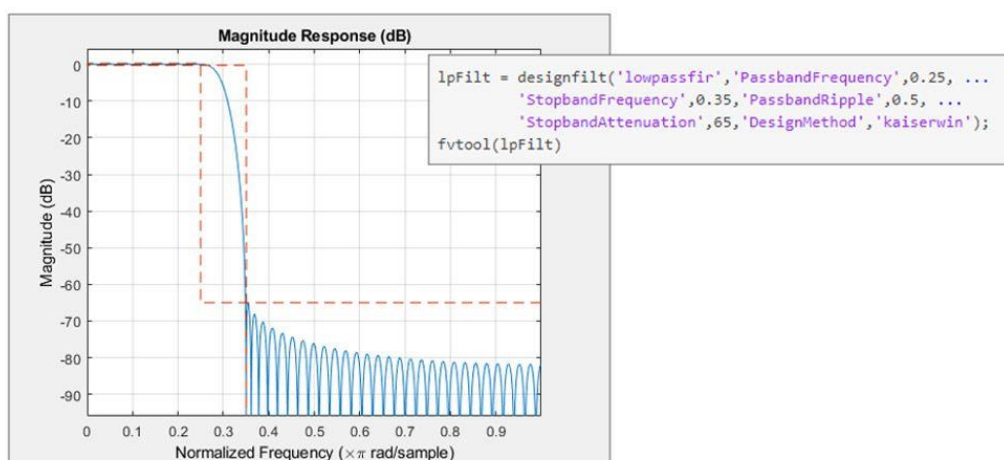 Magnitude Response (dB)
lpFilt = designfilt('lowpassfir','PassbandFrequency',0.25, ...
'StopbandFrequency',0.35,'PassbandRipple',0.5, ...
'StopbandAttenuation',65,'DesignMethod','kaiserwin');
fvtool(lpFilt)
Magnitude (dB)
0
-10
-20
-30
-40
-50
-60
-70
-80
-90
0 0.1 0.2 0.3 0.4 0.5 0.6 0.7 0.8 0.9
Normalized Frequency (×π rad/sample)